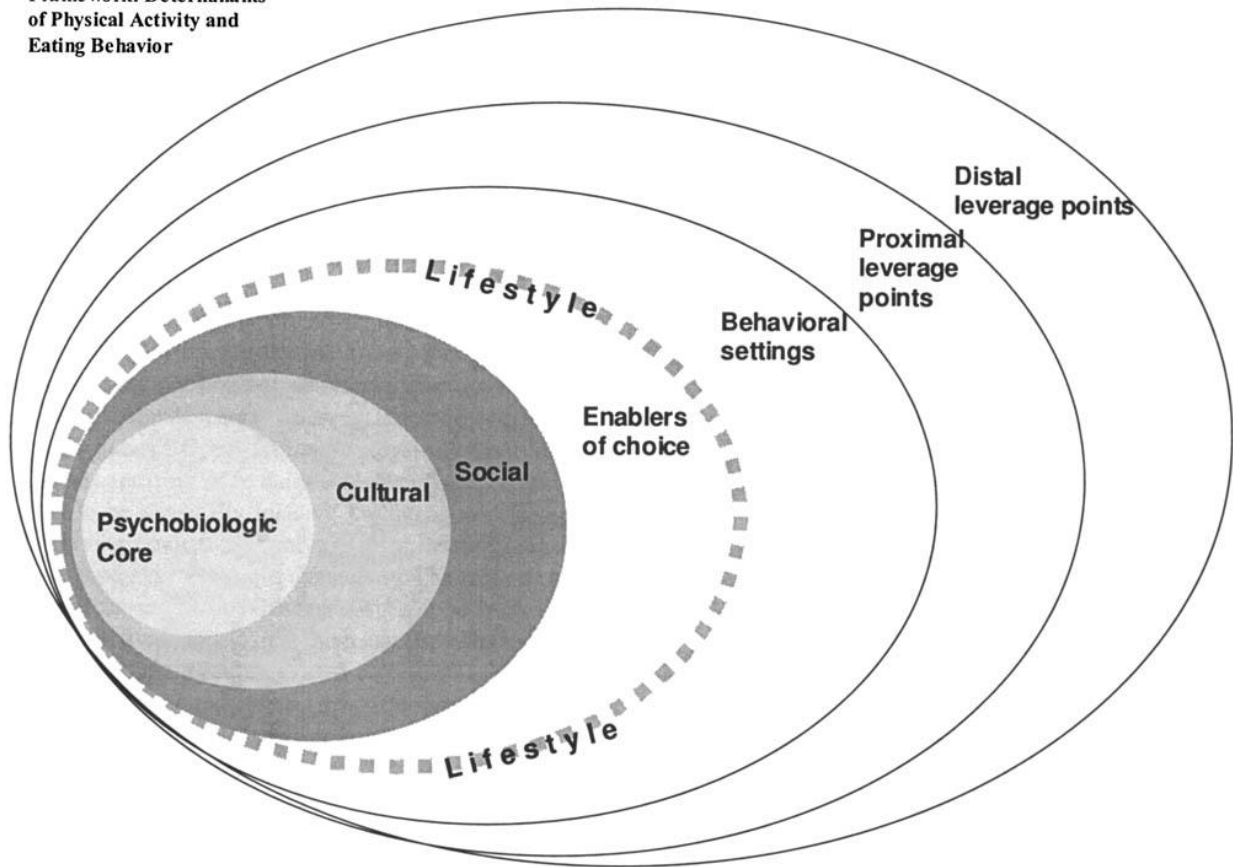 of Physical Activity and
Eating Behavior
Distal
leverage points
Proximal
leverage
points
Lifestyle
Behavioral
settings
Enablers
of choice
Social
Cultural
Psychobiologic
Core
Lifestyle